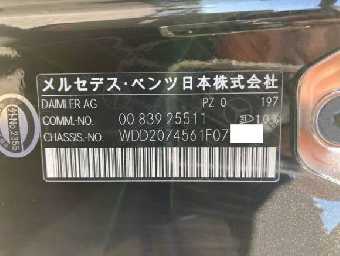 メルセデス・ベンツ日本株式会社
DAIMLER AG PZ 0 197
COMM.-NO. 00 839 25511 10%
CHASSIS.-NO. WDD2074561F07